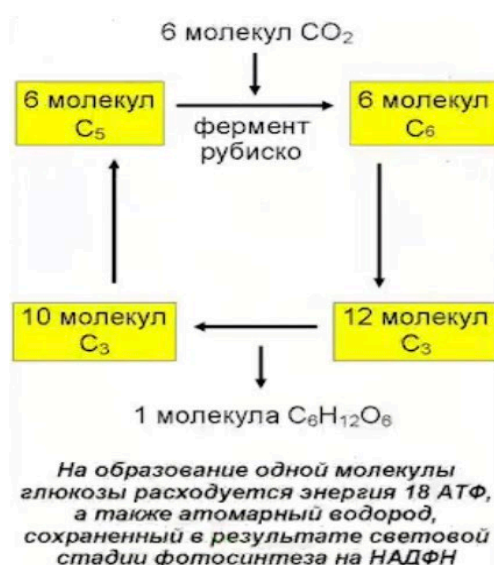 6 молекул CO₂
6 молекул
C₅
фермент
рубиско
6 молекул
C₆
10 молекул
C₃
12 молекул
C₃
1 молекула C₆H₁₂O₆
На образование одной молекулы
глюкозы расходуется энергия 18 АТФ,
а также атомарный водород,
сохраненный в результате световой
стадии фотосинтеза на НАДФН